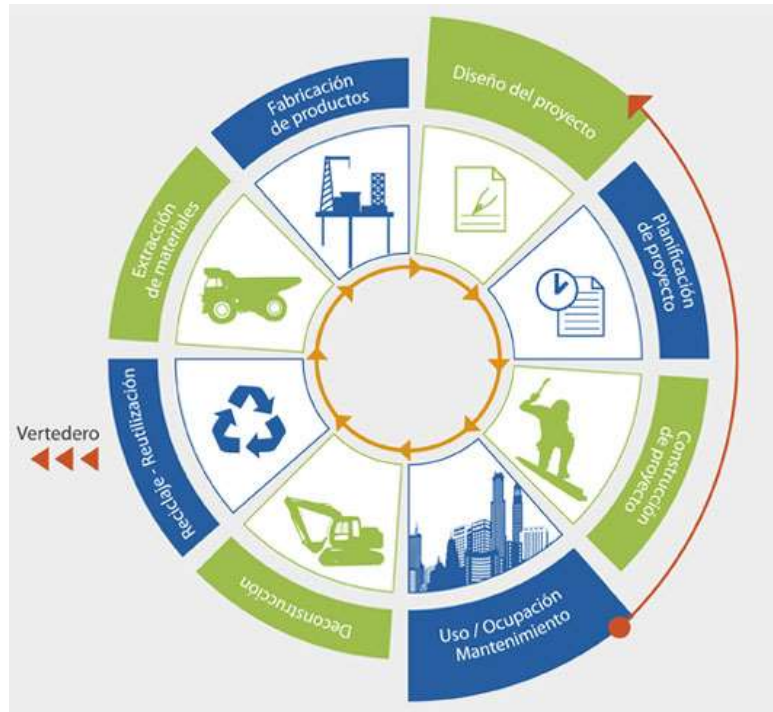 Diseño del proyecto
Planificación
de proyecto
Construcción
de proyecto
Uso / Ocupación
Mantenimiento
Deconstrucción
Reciclaje - Reutilización
Vertedero
Extracción
de materiales
Fabricación
de productos